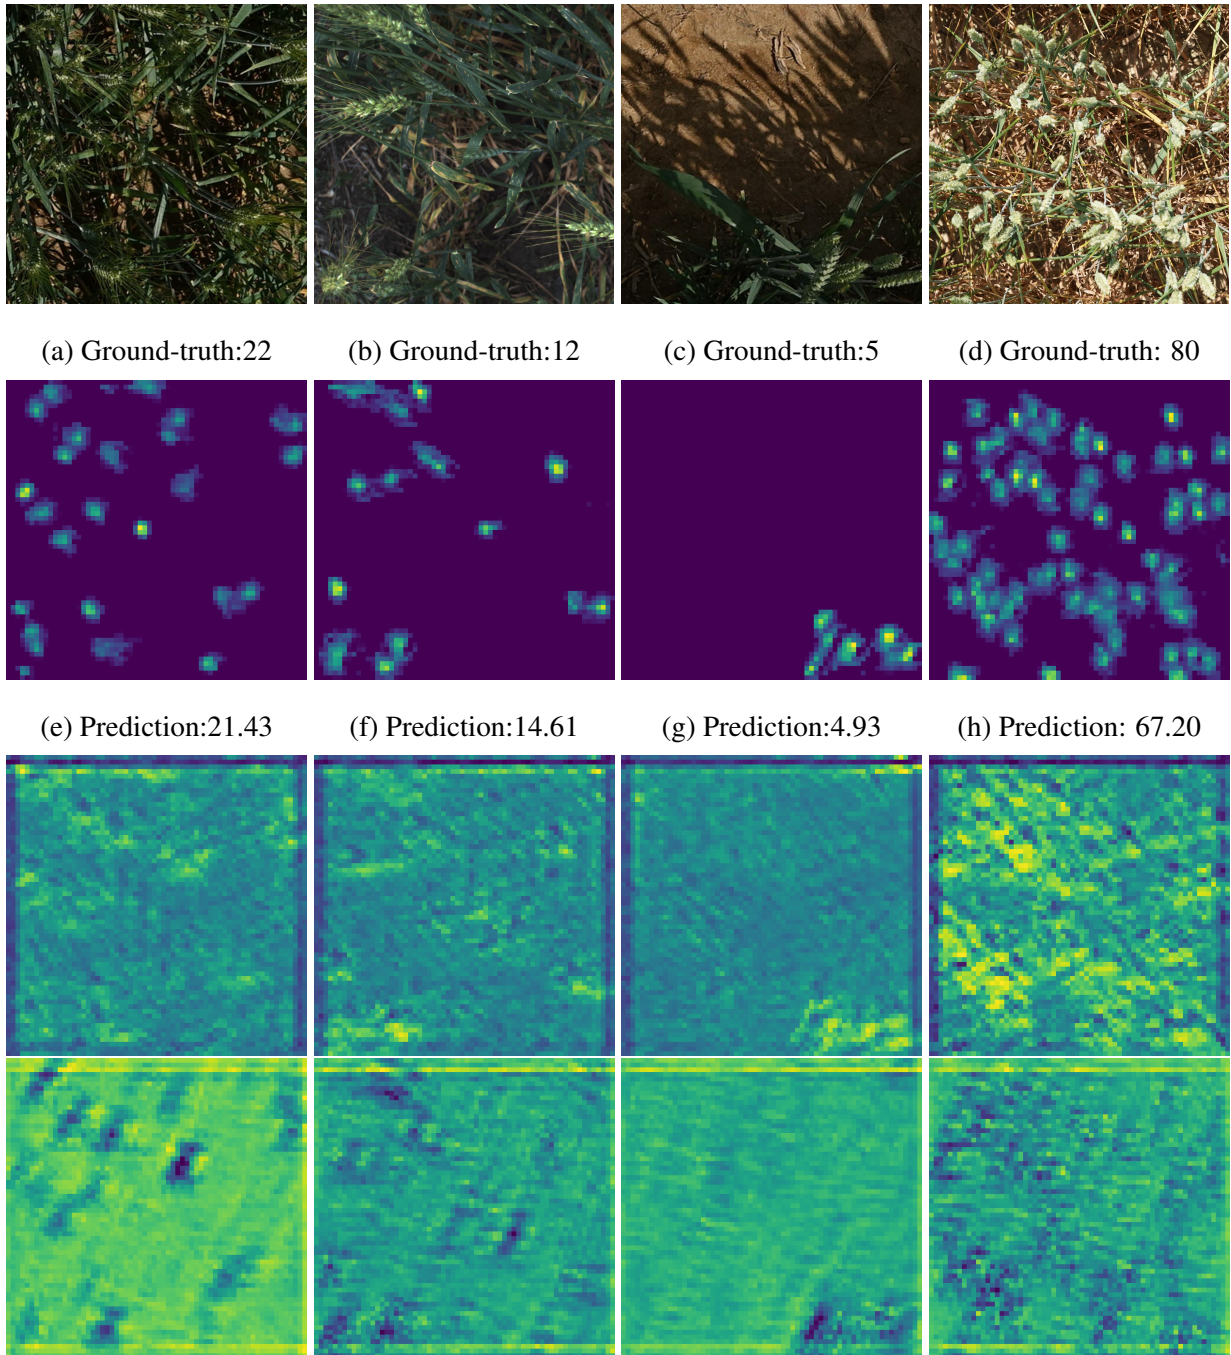 (a) Ground-truth:22
(b) Ground-truth:12
(c) Ground-truth:5
(d) Ground-truth: 80
(e) Prediction:21.43
(f) Prediction:14.61
(g) Prediction:4.93
(h) Prediction: 67.20